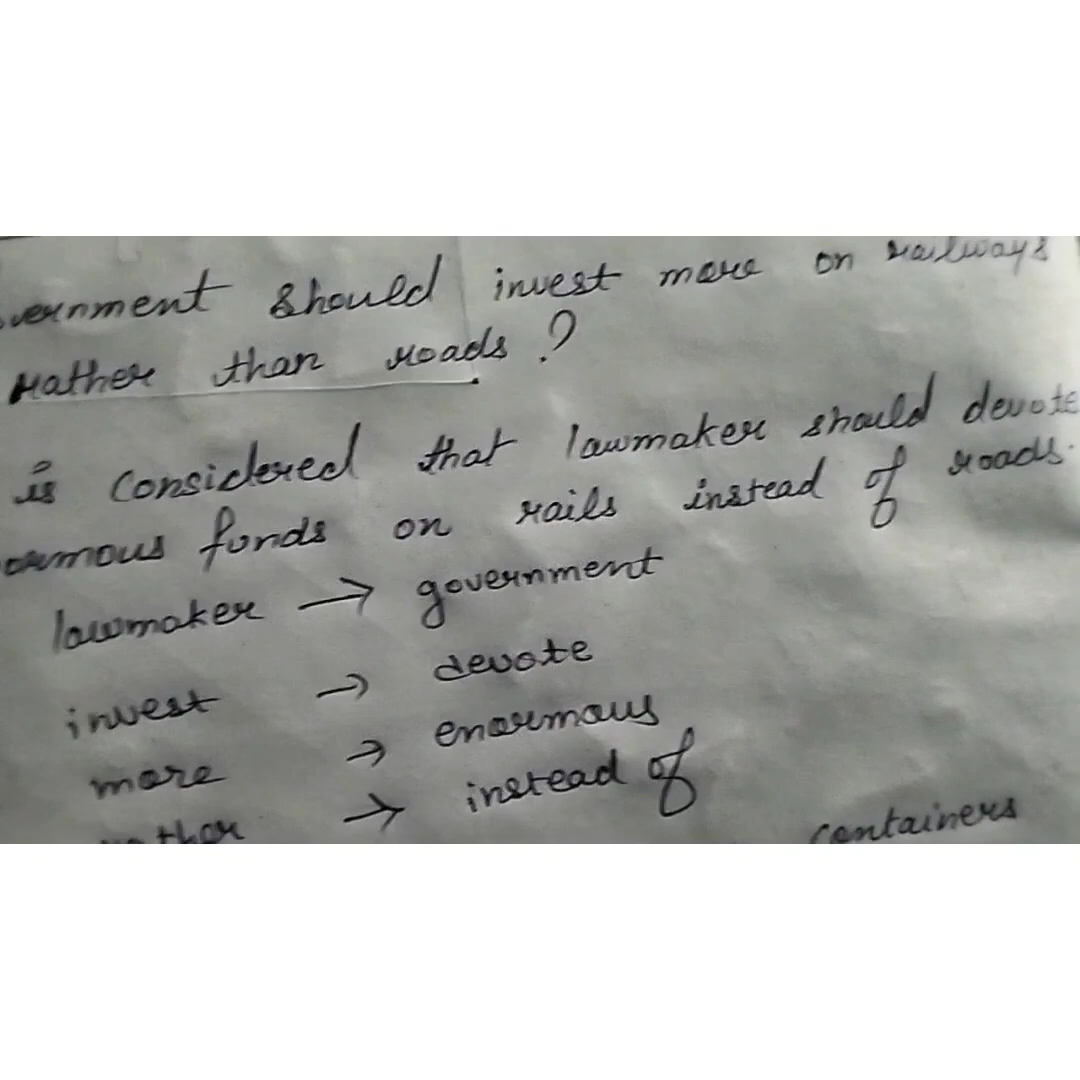 vernment should invest more on railways
rather than roads ?
is considered that lawmaker should devote
ormous funds on rails instead of roads.
lawmaker → government
invest → devote
more → enormous
→ instead of
containers